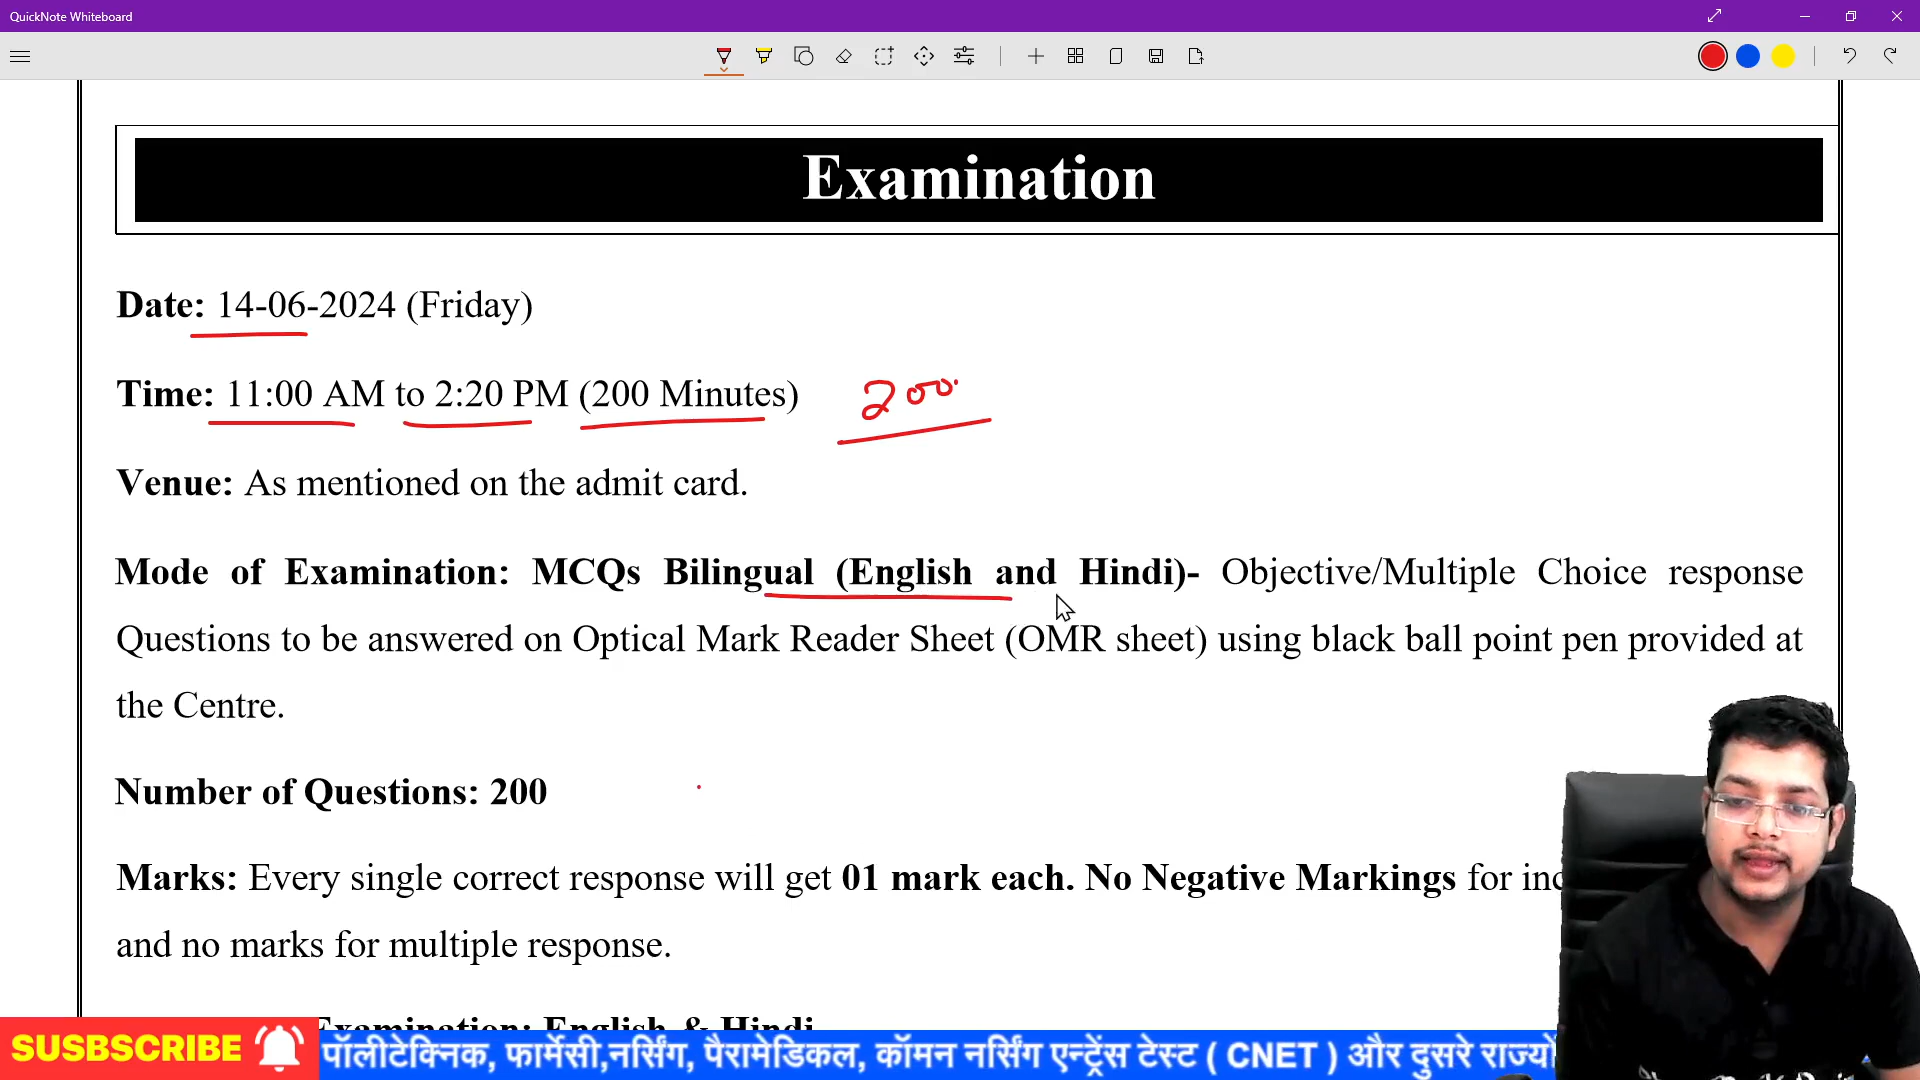 QuickNote Whiteboard
Examination
Date: 14-06-2024 (Friday)
Time: 11:00 AM to 2:20 PM (200 Minutes) 200
Venue: As mentioned on the admit card.
Mode of Examination: MCQs Bilingual (English and Hindi)- Objective/Multiple Choice response
Questions to be answered on Optical Mark Reader Sheet (OMR sheet) using black ball point pen provided at
the Centre.
Number of Questions: 200
Marks: Every single correct response will get 01 mark each. No Negative Markings for
and no marks for multiple response.
Examination: English & Hindi
SUSBSCRIBE पॉलीटेक्निक, फार्मेसी,नर्सिंग, पैरामेडिकल, कॉमन नर्सिंग एन्ट्रेंस टेस्ट ( CNET ) और दुसरे राज्यों